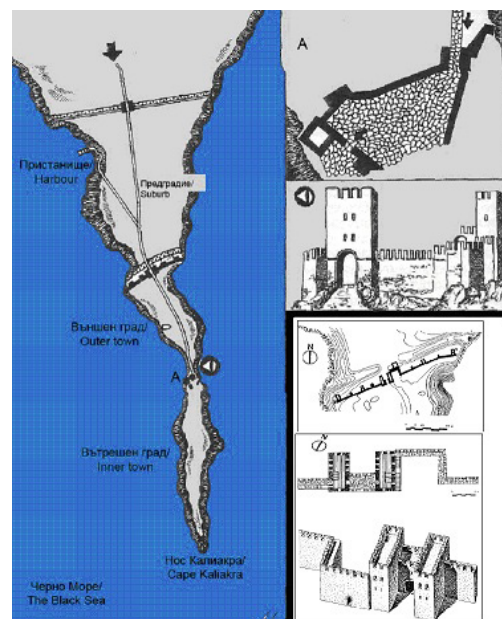 Пристанище/
Harbour
Предградие/
Suburb
Външен град/
Outer town
A
Вътрешен град/
Inner town
Нос Калиакра/
Cape Kaliakra
Черно Море/
The Black Sea
A
N
N